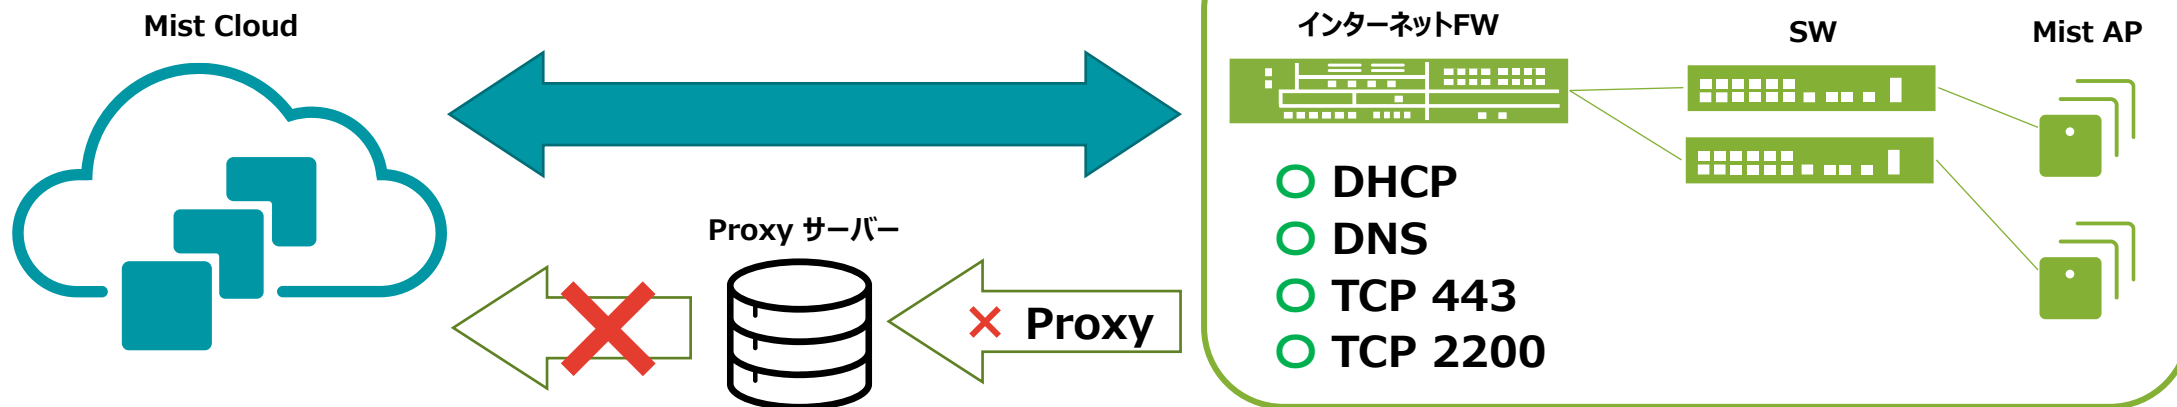 Mist Cloud
インターネットFW
SW
Mist AP
DHCP
DNS
TCP 443
TCP 2200
Proxy サーバー
Proxy